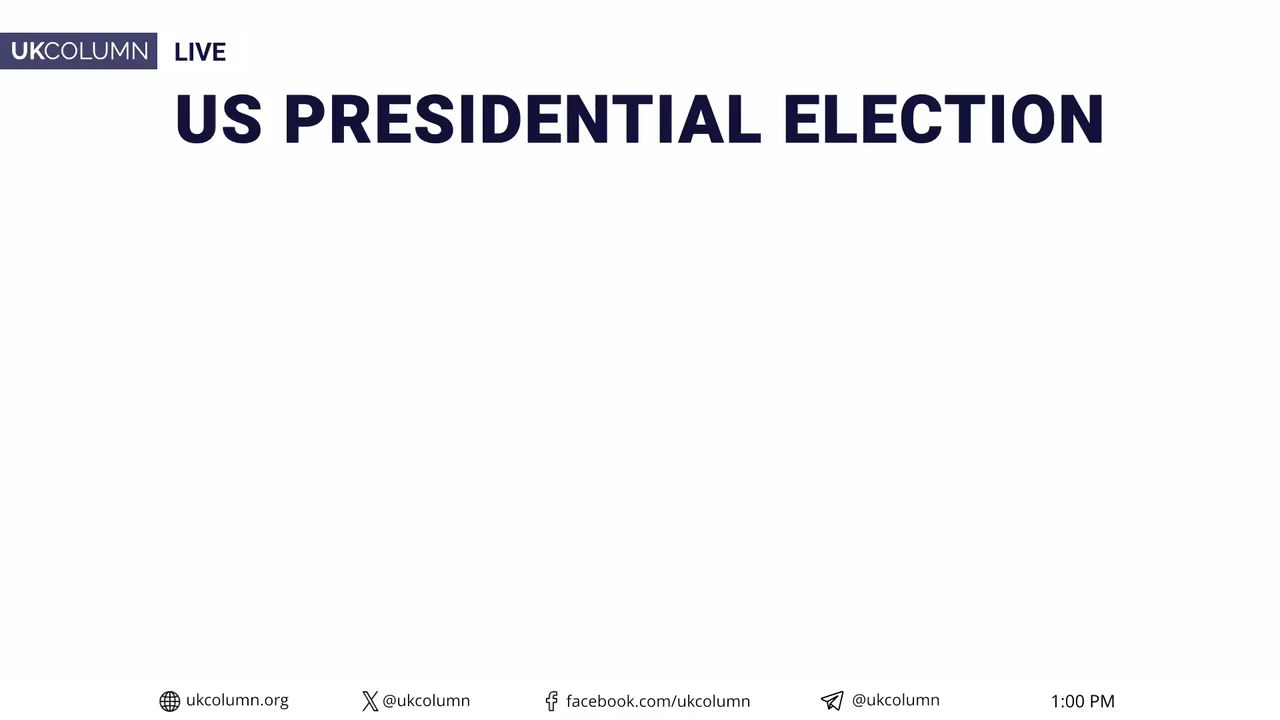 UKCOLUMN LIVE
US PRESIDENTIAL ELECTION
ukcolumn.org @ukcolumn facebook.com/ukcolumn @ukcolumn 1:00 PM